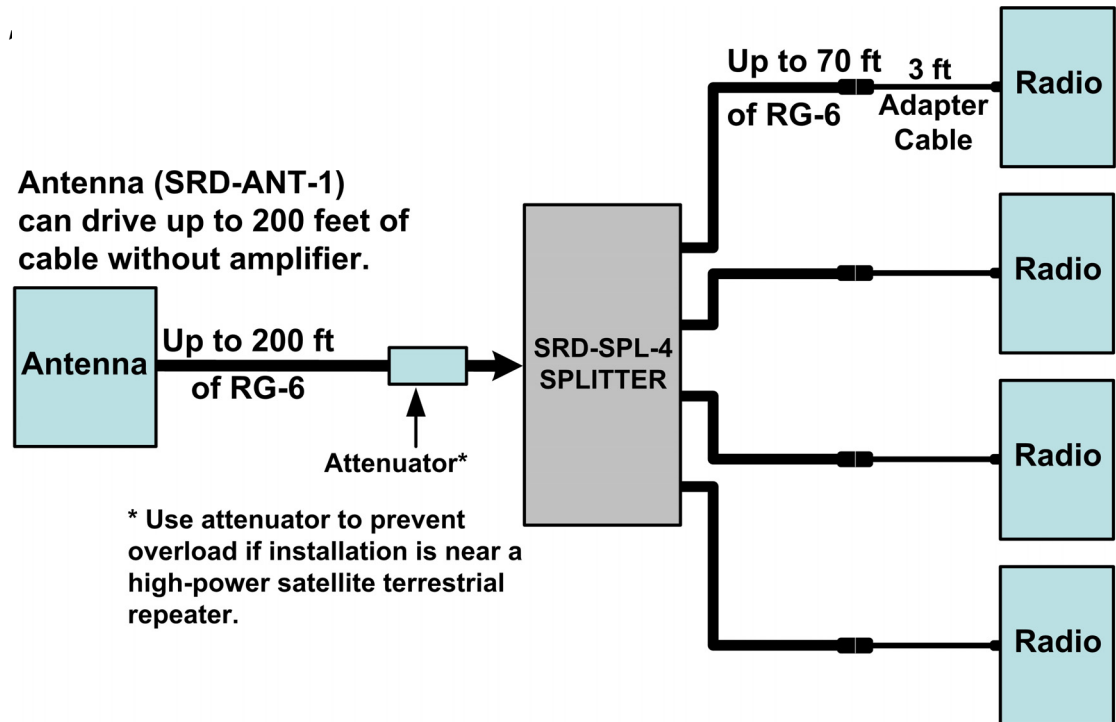 Antenna (SRD-ANT-1)
can drive up to 200 feet of
cable without amplifier.
Antenna
Up to 200 ft
of RG-6
Attenuator*
* Use attenuator to prevent
overload if installation is near a
high-power satellite terrestrial
repeater.
SRD-SPL-4
SPLITTER
Up to 70 ft
of RG-6
3 ft
Adapter
Cable
Radio
Radio
Radio
Radio